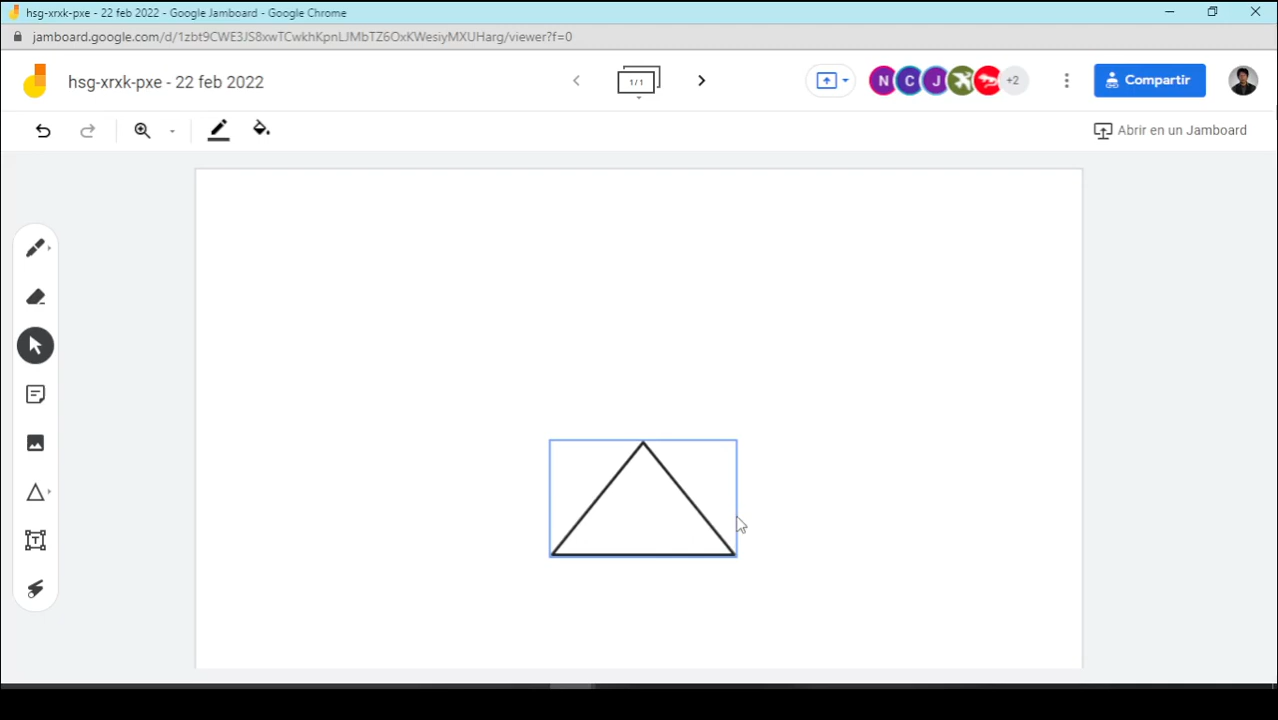 hsg-xrxk-pxe - 22 feb 2022 - Google Jamboard - Google Chrome
jamboard.google.com/d/1zbt9CWE3JS8xwTCwkhKpnLJMbTZ6OxKWesiyMXUHarg/viewer?f=0
hsg-xrxk-pxe - 22 feb 2022
1/1
N C J +2
Compartir
Abrir en un Jamboard
T